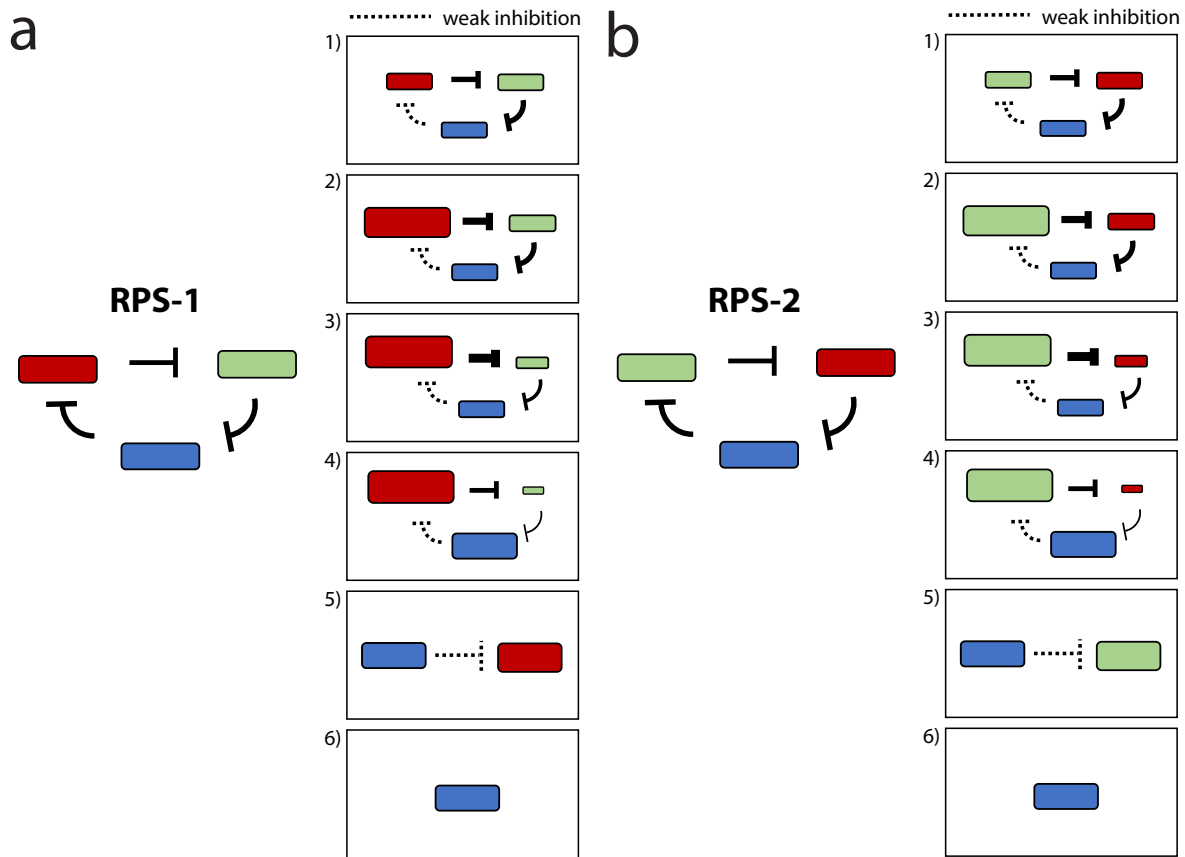 a
weak inhibition
1)
2)
RPS-1
3)
4)
5)
6)
b
weak inhibition
1)
2)
RPS-2
3)
4)
5)
6)